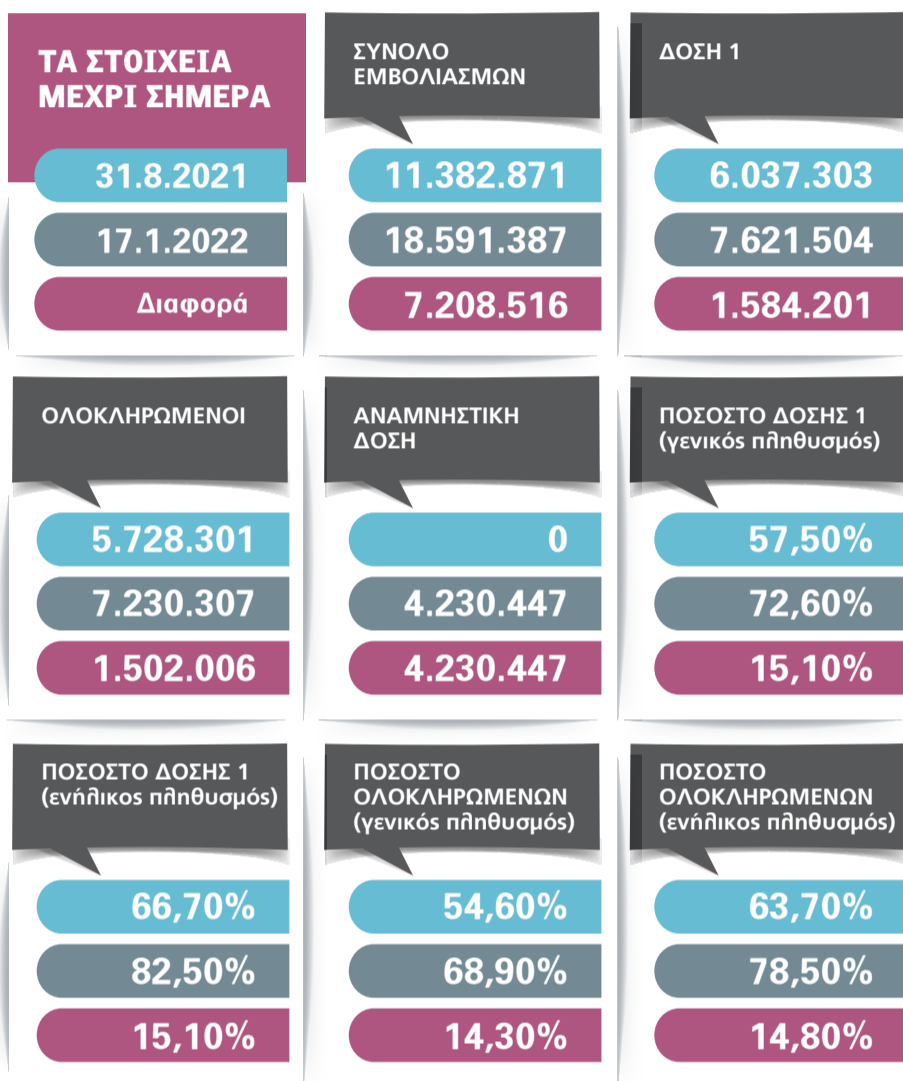 ΤΑ ΣΤΟΙΧΕΙΑ
ΜΕΧΡΙ ΣΗΜΕΡΑ
31.8.2021
17.1.2022
Διαφορά
ΣΥΝΟΛΟ
ΕΜΒΟΛΙΑΣΜΩΝ
11.382.871
18.591.387
7.208.516
ΔΟΣΗ 1
6.037.303
7.621.504
1.584.201
ΟΛΟΚΛΗΡΩΜΕΝΟΙ
5.728.301
7.230.307
1.502.006
ΑΝΑΜΝΗΣΤΙΚΗ
ΔΟΣΗ
0
4.230.447
4.230.447
ΠΟΣΟΣΤΟ ΔΟΣΗΣ 1
(γενικός πληθυσμός)
57,50%
72,60%
15,10%
ΠΟΣΟΣΤΟ ΔΟΣΗΣ 1
(ενήλικος πληθυσμός)
66,70%
82,50%
15,10%
ΠΟΣΟΣΤΟ
ΟΛΟΚΛΗΡΩΜΕΝΩΝ
(γενικός πληθυσμός)
54,60%
68,90%
14,30%
ΠΟΣΟΣΤΟ
ΟΛΟΚΛΗΡΩΜΕΝΩΝ
(ενήλικος πληθυσμός)
63,70%
78,50%
14,80%